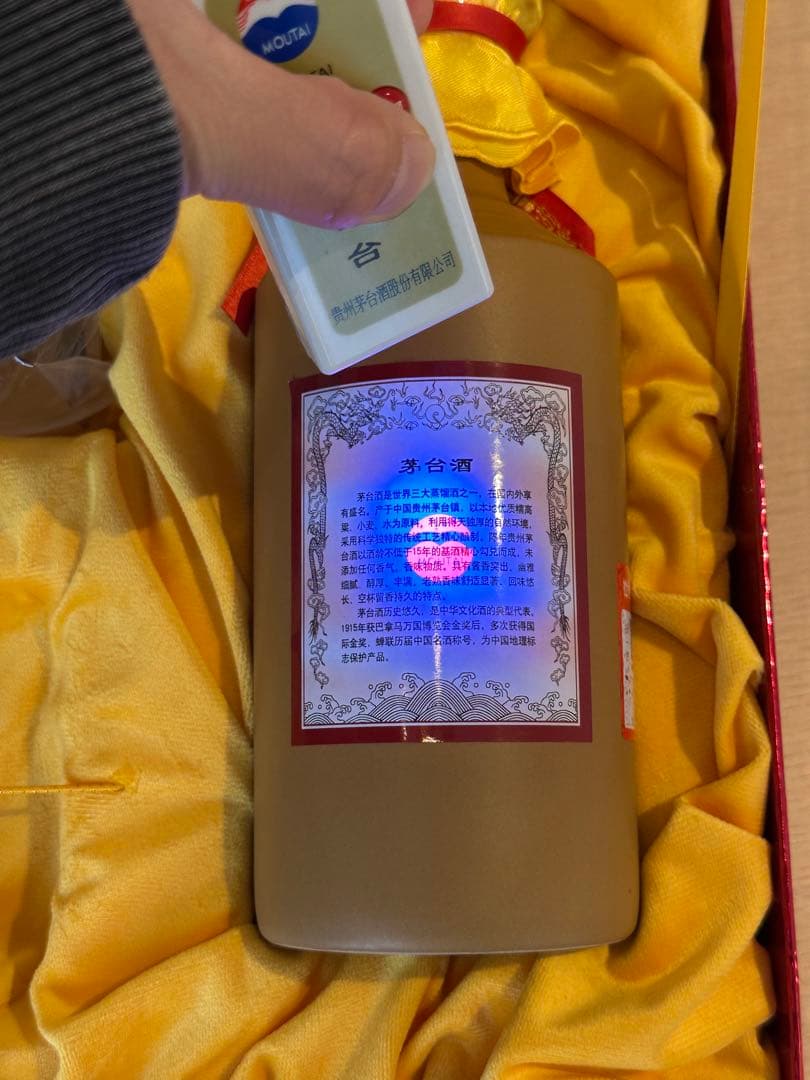 MOUTAI
TAI
台
贵州茅台酒股份有限公司
茅台酒
茅台酒是世界三大蒸馏酒之一，在国内外享
有盛名。产于中国贵州茅台镇，以本地优质糯高
粱、小麦、水为原料，利用得天独厚的自然环境，
采用科学独特的传统工艺精心酿制，陈年贵州茅
台酒以酒龄不低于15年的基酒精心勾兑而成，未
添加任何香气、香味物质。具有酱香突出、幽雅
细腻、醇厚、丰满、老熟香味舒适显著、回味悠
长、空杯留香持久的特点。
茅台酒历史悠久，是中华文化酒的典型代表。
1915年获巴拿马万国博览会金奖后，多次获得国
际金奖，蝉联历届中国名酒称号，为中国地理标
志保护产品。
MOUTAI